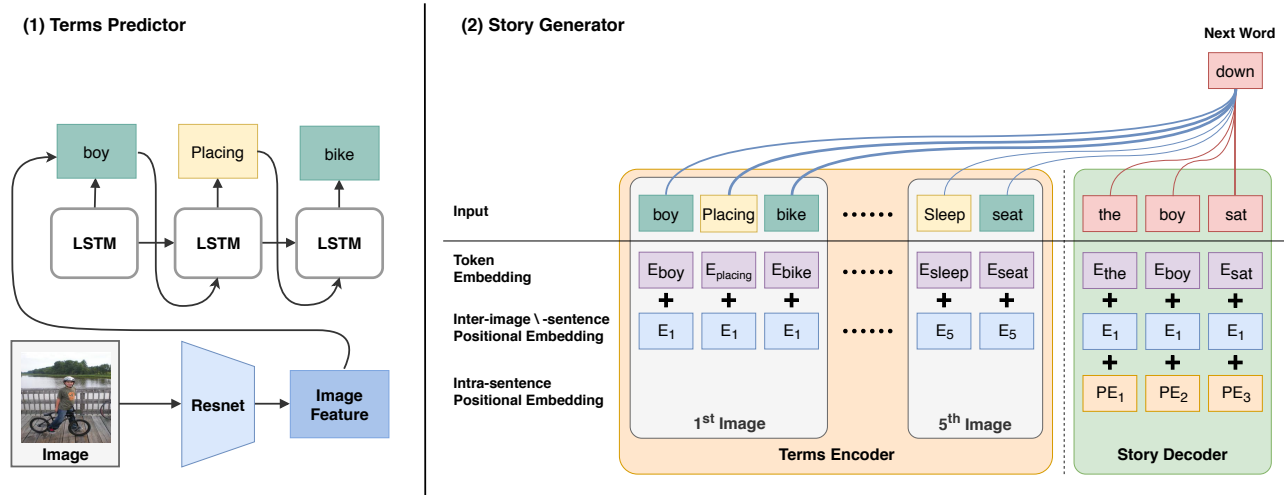 (1) Terms Predictor
boy
Placing
bike
LSTM
LSTM
LSTM
Image
Resnet
Image
Feature
(2) Story Generator
Next Word
down
Input
boy
Placing
bike
......
Sleep
seat
the
boy
sat
Token
Embedding
Eboy
Eplacing
Ebike
......
Esleep
Eseat
Ethe
Eboy
Esat
+
+
+
+
+
+
+
+
Inter-image \ -sentence
Positional Embedding
E1
E1
E1
......
E5
E5
E1
E1
E1
+
+
+
Intra-sentence
Positional Embedding
PE1
PE2
PE3
1st Image
5th Image
Terms Encoder
Story Decoder